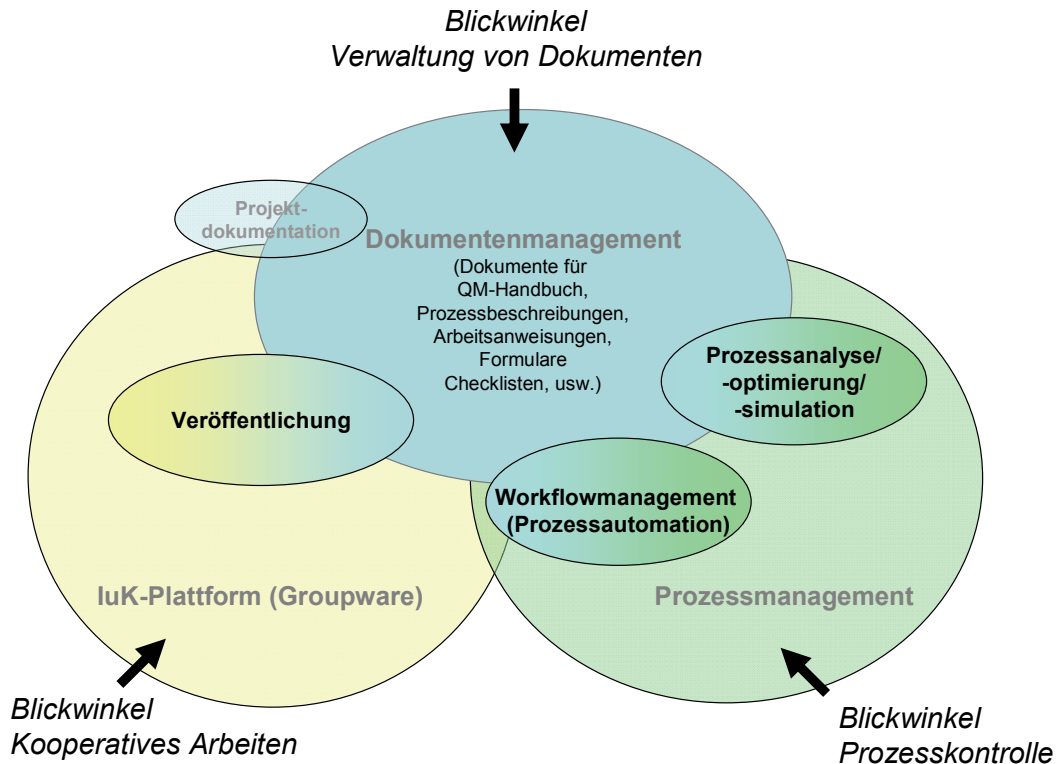 Blickwinkel
Verwaltung von Dokumenten
Projekt-
dokumentation
Dokumentenmanagement
(Dokumente für
QM-Handbuch,
Prozessbeschreibungen,
Arbeitsanweisungen,
Formulare
Checklisten, usw.)
Prozessanalyse/
-optimierung/
-simulation
Veröffentlichung
Workflowmanagement
(Prozessautomation)
IuK-Plattform (Groupware)
Prozessmanagement
Blickwinkel
Kooperatives Arbeiten
Blickwinkel
Prozesskontrolle